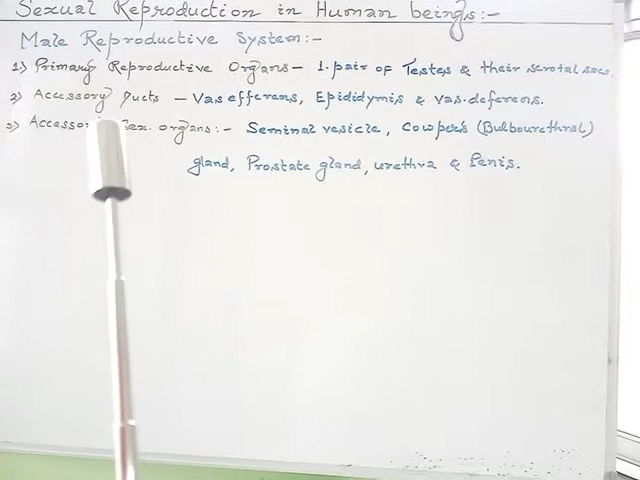 Sexual Reproduction in Human beings:-
Male Reproductive System:-
1) Primary Reproductive Organs - 1.pair of Testes & their scrotal sacs.
2) Accessory Ducts - Vas efferens, Epididymis & vas.deferens.
3) Sex. organs:- Seminal vesicle, Cowper's (Bulbourethral)
gland, Prostate gland, urethra & Penis.